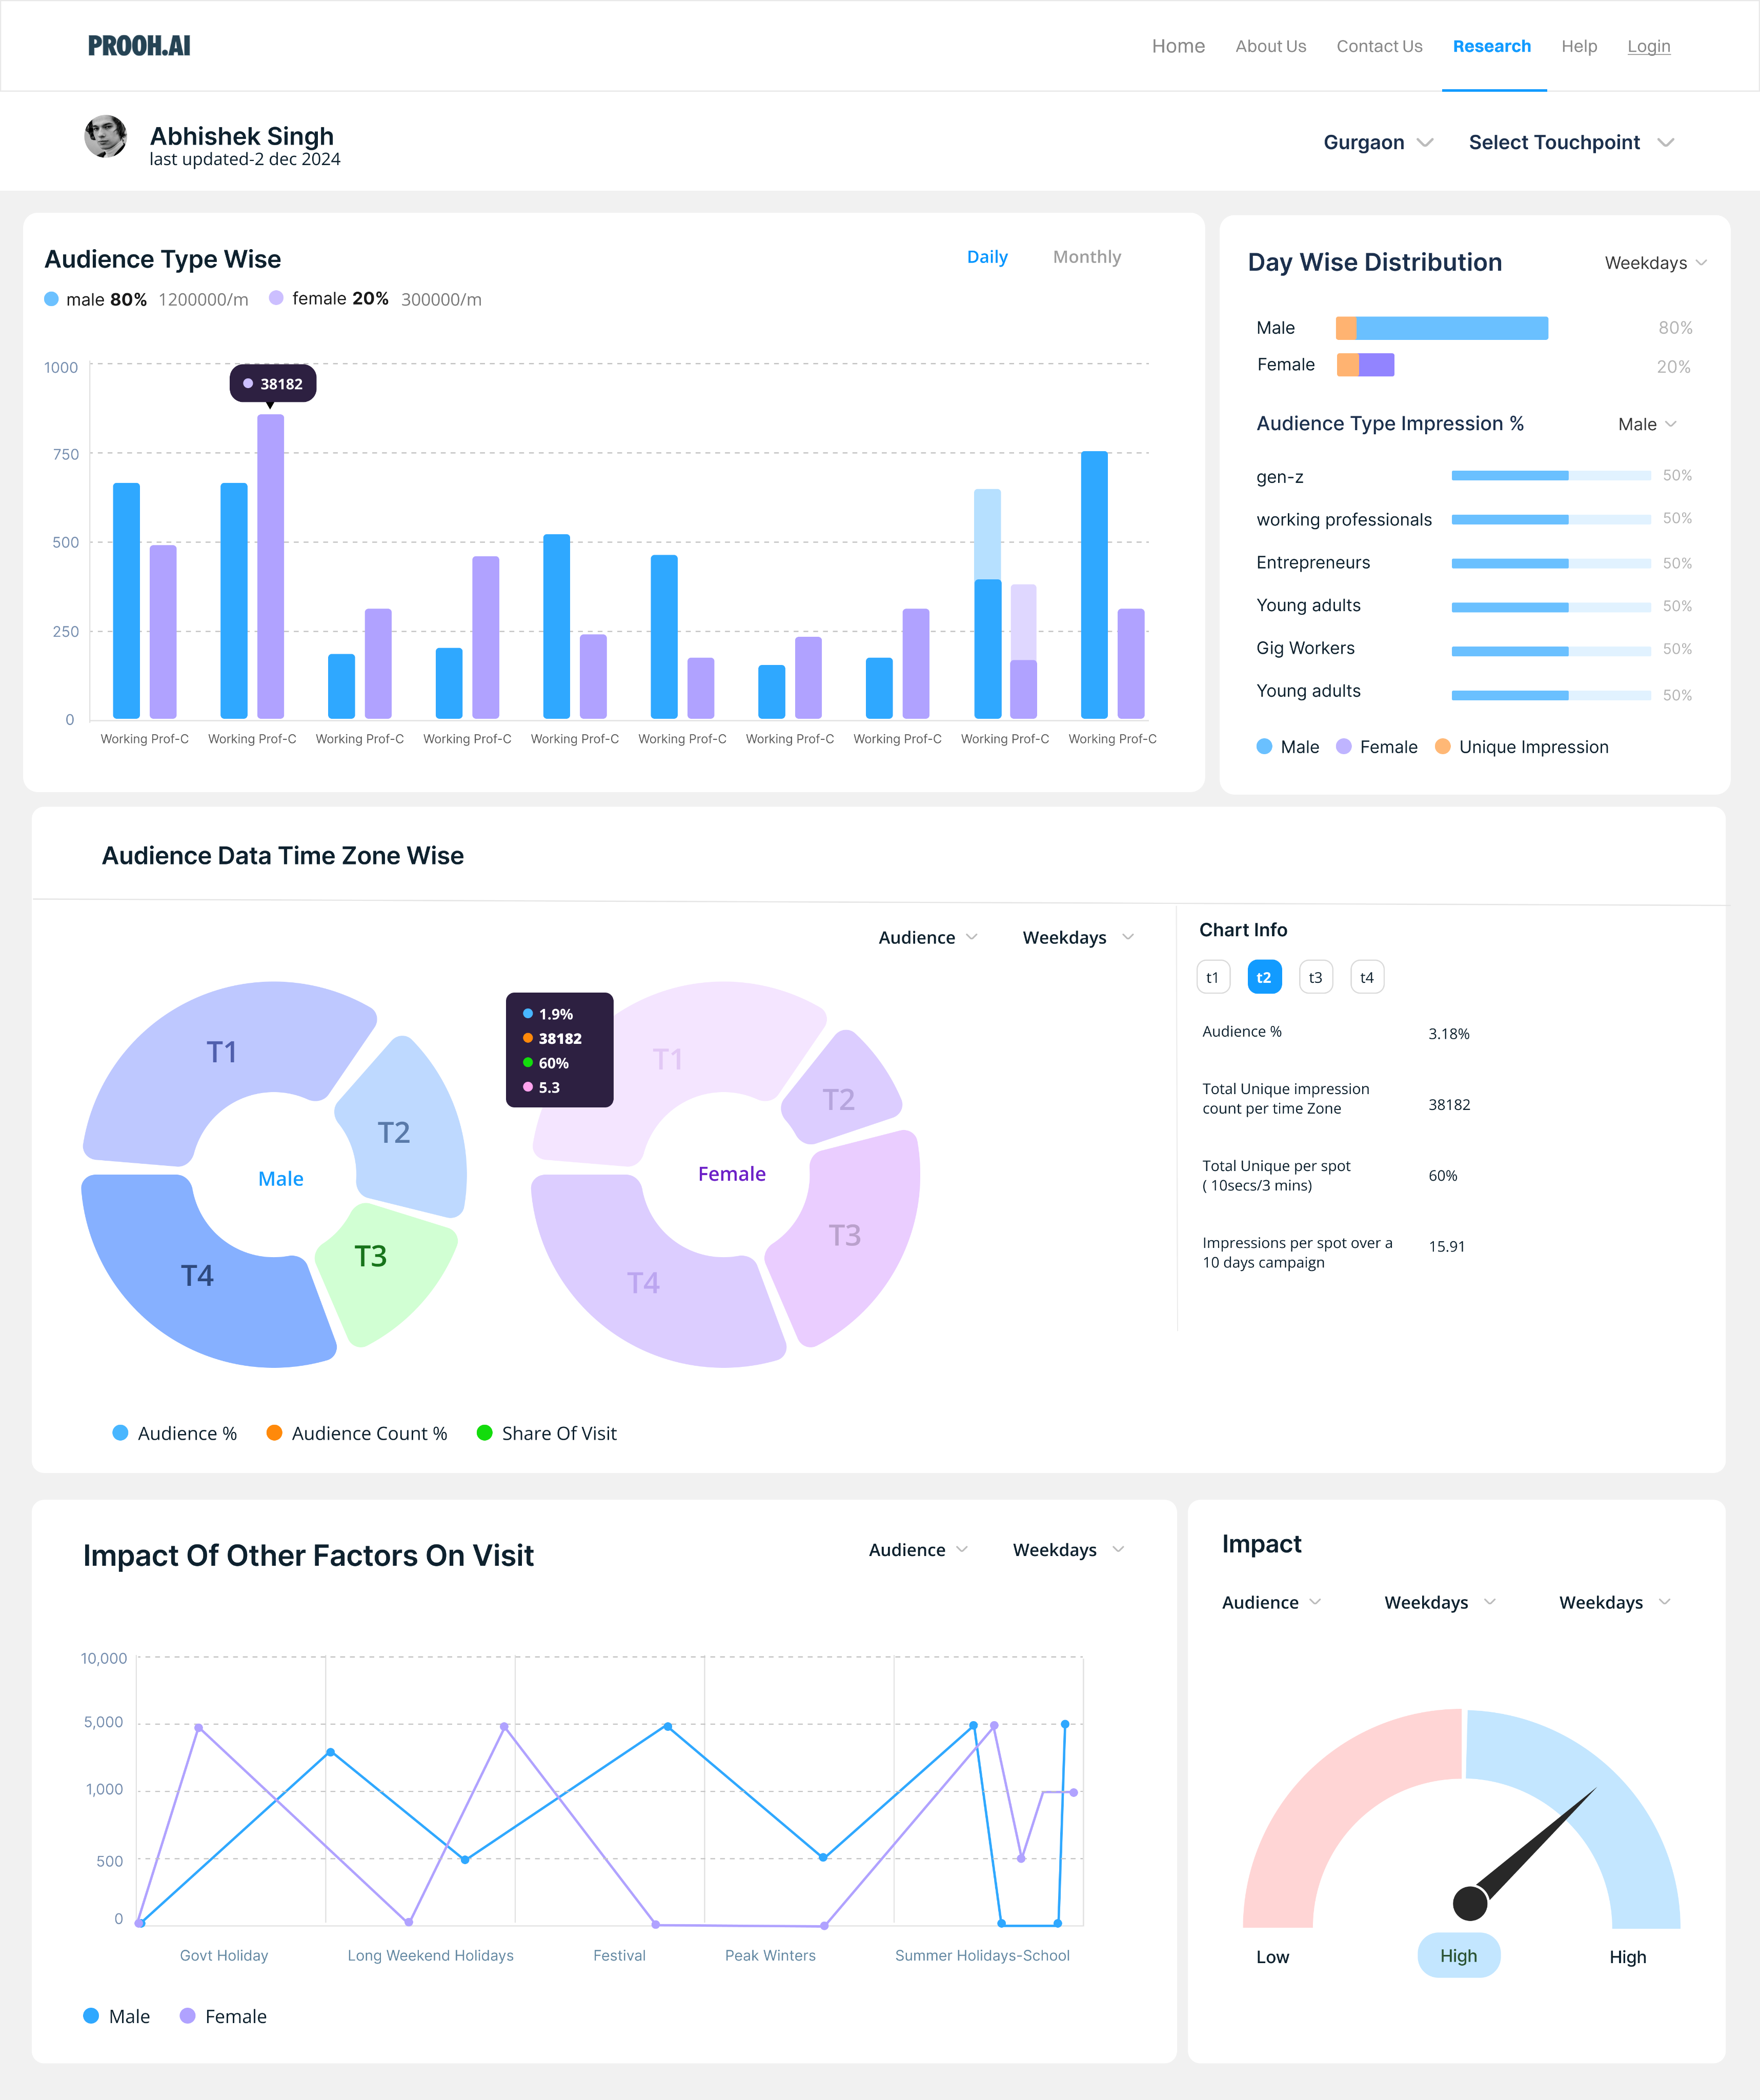 PROOH.AI
Home About Us Contact Us Research Help Login
Abhishek Singh
last updated-2 dec 2024
Gurgaon Select Touchpoint
Audience Type Wise
Daily Monthly
male 80% 1200000/m female 20% 300000/m
1000
38182
750
500
250
0
Working Prof-C Working Prof-C Working Prof-C Working Prof-C Working Prof-C Working Prof-C Working Prof-C Working Prof-C Working Prof-C Working Prof-C
Day Wise Distribution Weekdays
Male 80%
Female 20%
Audience Type Impression % Male
gen-z 50%
working professionals 50%
Entrepreneurs 50%
Young adults 50%
Gig Workers 50%
Young adults 50%
Male Female Unique Impression
Audience Data Time Zone Wise
Audience Weekdays
T1
T2
Male
T3
T4
1.9%
38182
60%
5.3
T1
T2
Female
T3
T4
Audience % Audience Count % Share Of Visit
Chart Info
t1 t2 t3 t4
Audience % 3.18%
Total Unique impression
count per time Zone 38182
Total Unique per spot
( 10secs/3 mins) 60%
Impressions per spot over a
10 days campaign 15.91
Impact Of Other Factors On Visit
Audience Weekdays
10,000
5,000
1,000
500
0
Govt Holiday Long Weekend Holidays Festival Peak Winters Summer Holidays-School
Male Female
Impact
Audience Weekdays Weekdays
Low High High